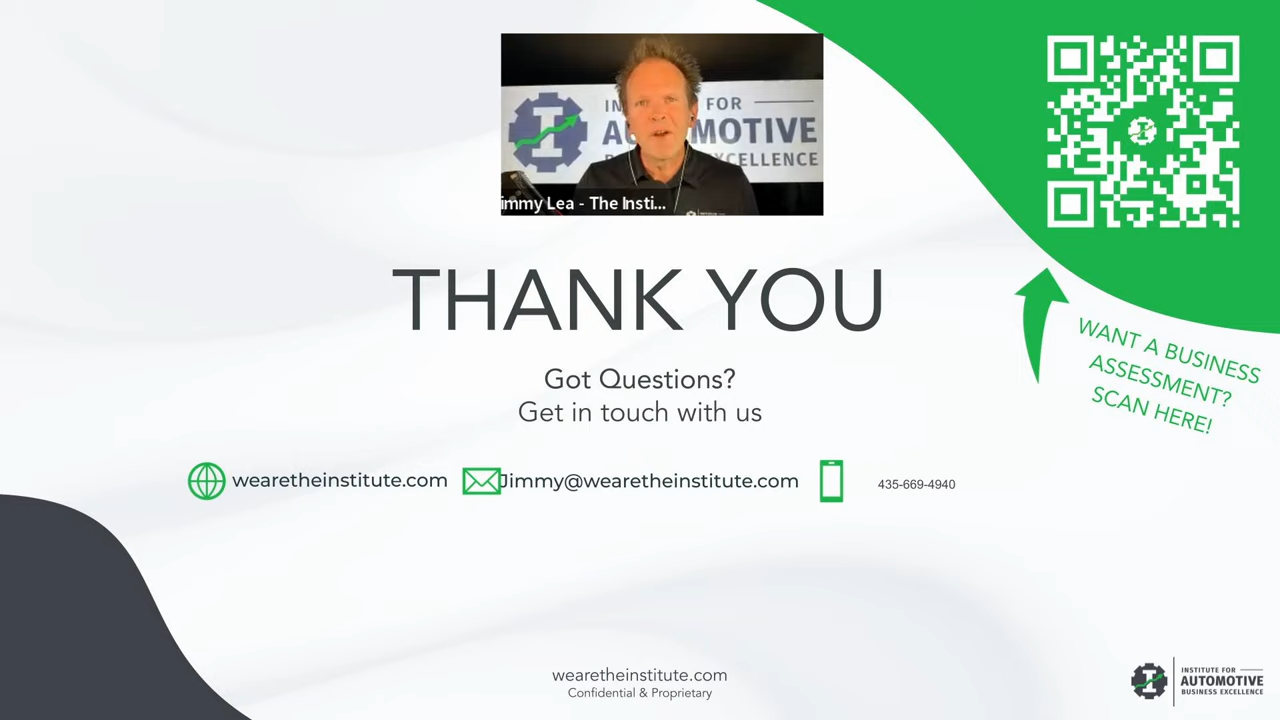 INSTITUTE FOR
AUTOMOTIVE
EXCELLENCE
immy Lea - The Insti...
THANK YOU
Got Questions?
Get in touch with us
wearetheinstitute.com
Jimmy@wearetheinstitute.com
435-669-4940
WANT A BUSINESS
ASSESSMENT?
SCAN HERE!
wearetheinstitute.com
Confidential & Proprietary
INSTITUTE FOR
AUTOMOTIVE
BUSINESS EXCELLENCE